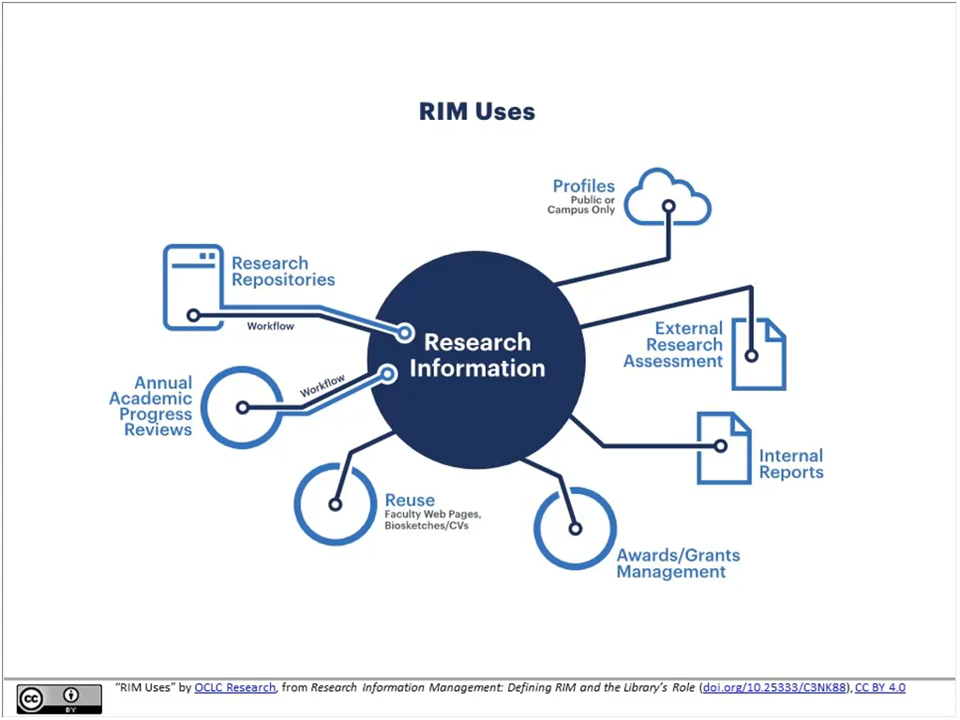 RIM Uses
Profiles
Public or
Campus Only
Research
Repositories
Workflow
External
Research
Assessment
Research
Information
Annual
Academic
Progress
Reviews
Workflow
Internal
Reports
Reuse
Faculty Web Pages,
Biosketches/CVs
Awards/Grants
Management
cc
BY
“RIM Uses” by OCLC Research, from Research Information Management: Defining RIM and the Library’s Role (doi.org/10.25333/C3NK88), CC BY 4.0